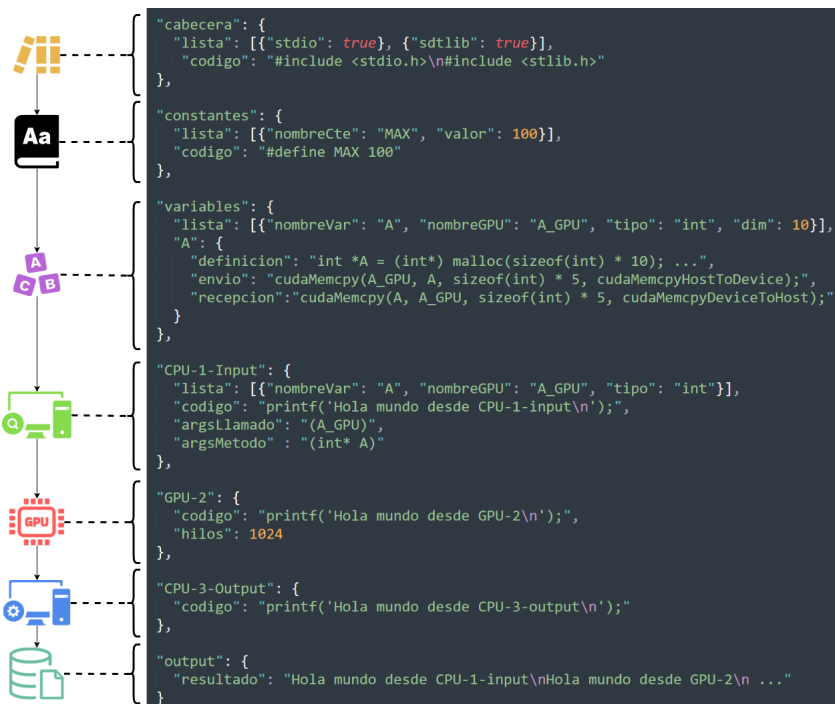 "cabecera": {
"lista": [{"stdio": true}, {"sdtlib": true}],
"codigo": "#include <stdio.h>\n#include <stlib.h>"
},
Aa
"constantes": {
"lista": [{"nombreCte": "MAX", "valor": 100}],
"codigo": "#define MAX 100"
},
"variables": {
"lista": [{"nombreVar": "A", "nombreGPU": "A_GPU", "tipo": "int", "dim": 10}],
"A": {
"definicion": "int *A = (int*) malloc(sizeof(int) * 10); ...",
"envio": "cudaMemcpy(A_GPU, A, sizeof(int) * 5, cudaMemcpyHostToDevice);",
"recepcion":"cudaMemcpy(A, A_GPU, sizeof(int) * 5, cudaMemcpyDeviceToHost);"
}
},
A
C B
"CPU-1-Input": {
"lista": [{"nombreVar": "A", "nombreGPU": "A_GPU", "tipo": "int"}],
"codigo": "printf('Hola mundo desde CPU-1-input\n');",
"argsLlamado": "(A_GPU)",
"argsMetodo" : "(int* A)"
},
GPU
"GPU-2": {
"codigo": "printf('Hola mundo desde GPU-2\n');",
"hilos": 1024
},
"CPU-3-Output": {
"codigo": "printf('Hola mundo desde CPU-3-output\n');"
},
"output": {
"resultado": "Hola mundo desde CPU-1-input\nHola mundo desde GPU-2\n ..."
}